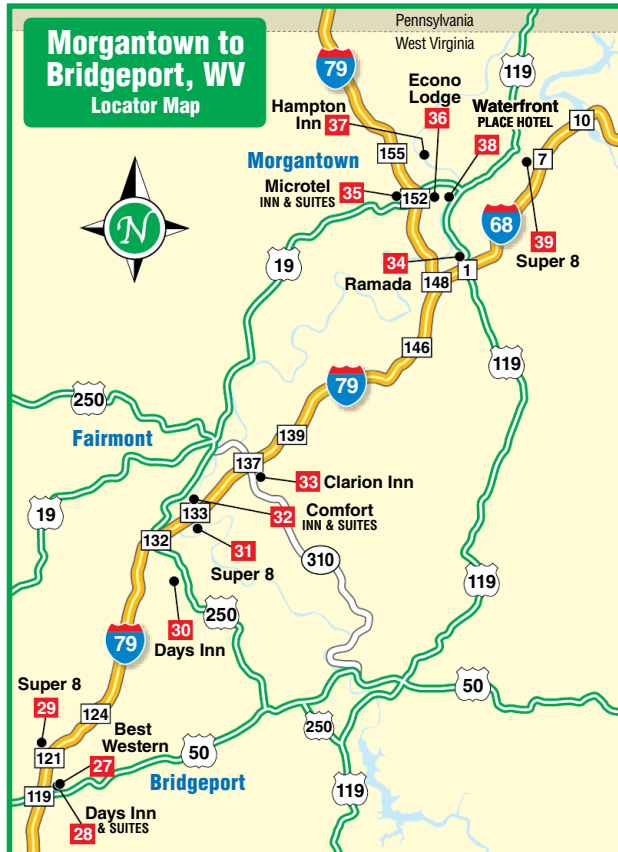 Morgantown to
Bridgeport, WV
Locator Map
Pennsylvania
West Virginia
79
119
Econo
Lodge
36
Hampton
Inn 37
Waterfront
PLACE HOTEL
38
10
7
155
Morgantown
Microtel
INN & SUITES
35
152
N
68
39
Super 8
34
Ramada
1
148
19
146
119
79
250
Fairmont
139
137
33 Clarion Inn
19
133
32
Comfort
INN & SUITES
132
31
Super 8
310
119
30
Days Inn
250
79
Super 8
29
124
50
Best
Western
27
121
50
250
Bridgeport
119
119
Days Inn
& SUITES
28